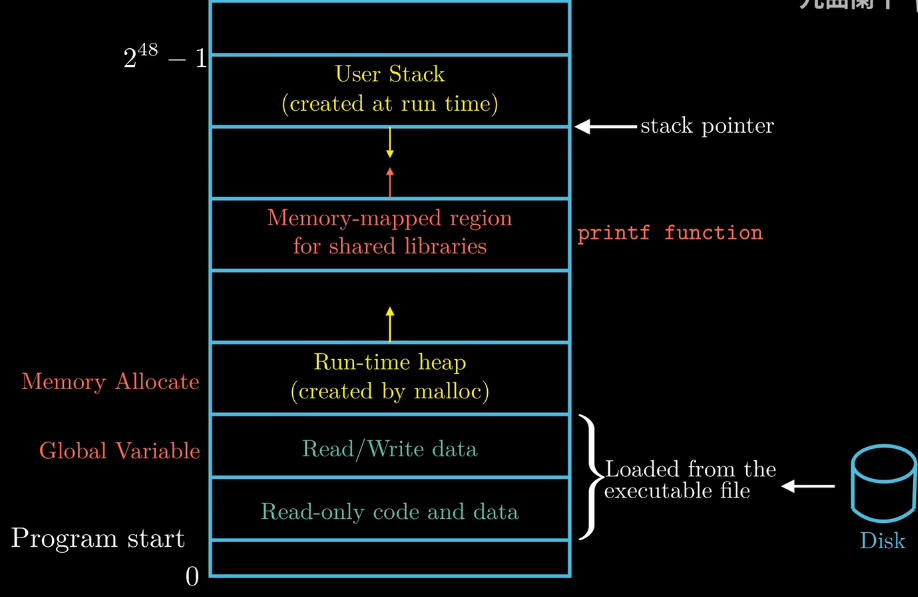 2^48 − 1
User Stack
(created at run time)
stack pointer
Memory-mapped region
for shared libraries
printf function
Run-time heap
(created by malloc)
Memory Allocate
Global Variable
Read/Write data
Loaded from the
executable file
Read-only code and data
Program start
Disk
0